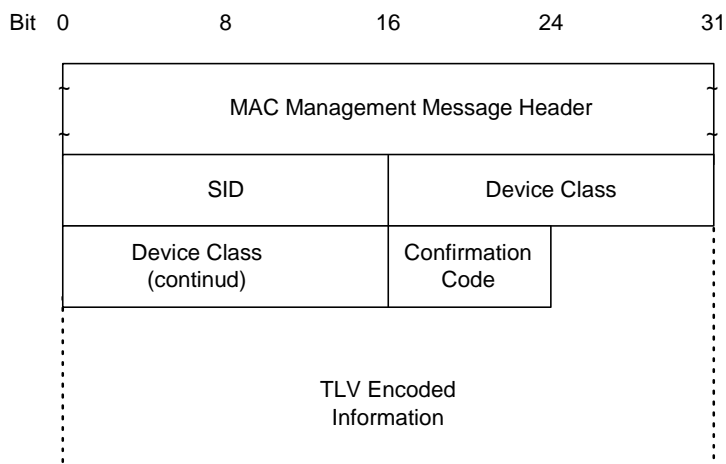 Bit 0 8 16 24 31
~ ~
MAC Management Message Header
~ ~
SID Device Class
Device Class Confirmation
(continud) Code
TLV Encoded
Information